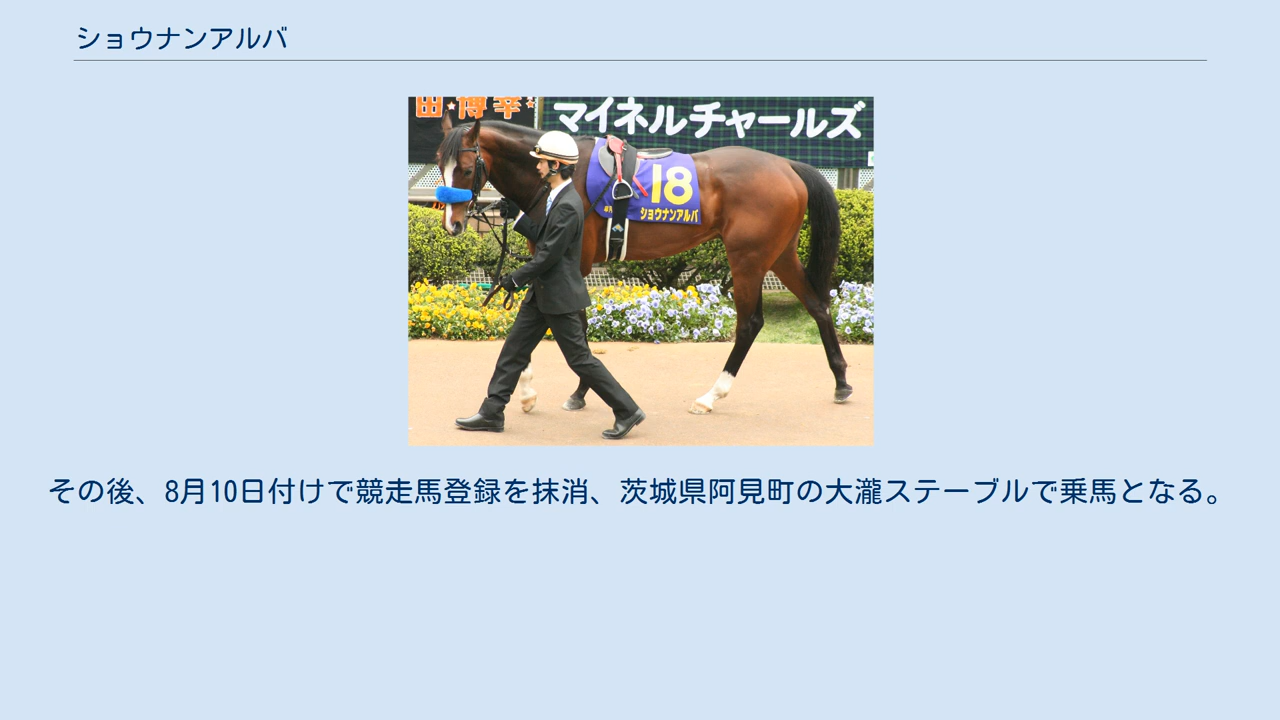 ショウナンアルバ
田★博幸★
マイネルチャールズ
18
ショウナンアルバ
その後、8月10日付けで競走馬登録を抹消、茨城県阿見町の大瀧ステーブルで乗馬となる。